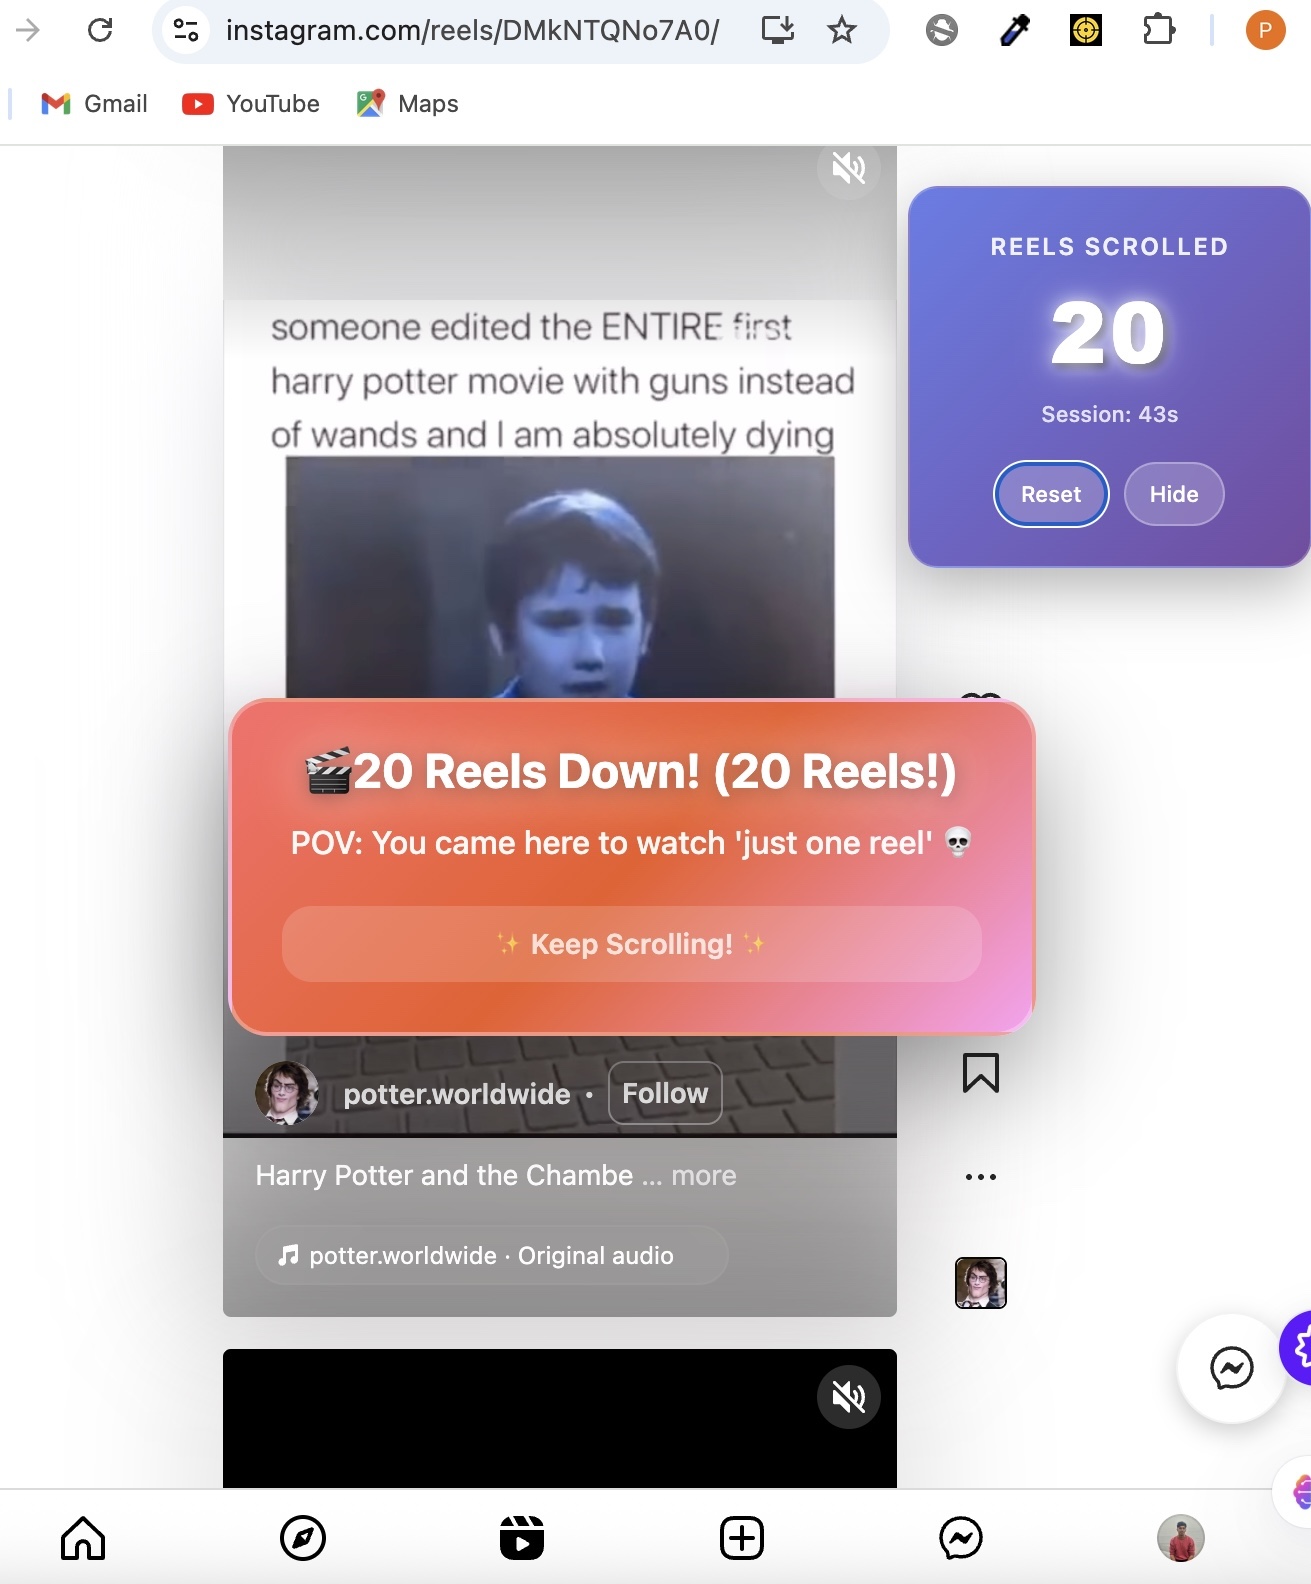 instagram.com/reels/DMkNTQNo7A0/
P
Gmail
YouTube
Maps
REELS SCROLLED
20
Session: 43s
Reset
Hide
someone edited the ENTIRE first
harry potter movie with guns instead
of wands and I am absolutely dying
🎬20 Reels Down! (20 Reels!)
POV: You came here to watch 'just one reel' 💀
✨ Keep Scrolling! ✨
potter.worldwide •
Follow
Harry Potter and the Chambe ... more
potter.worldwide · Original audio